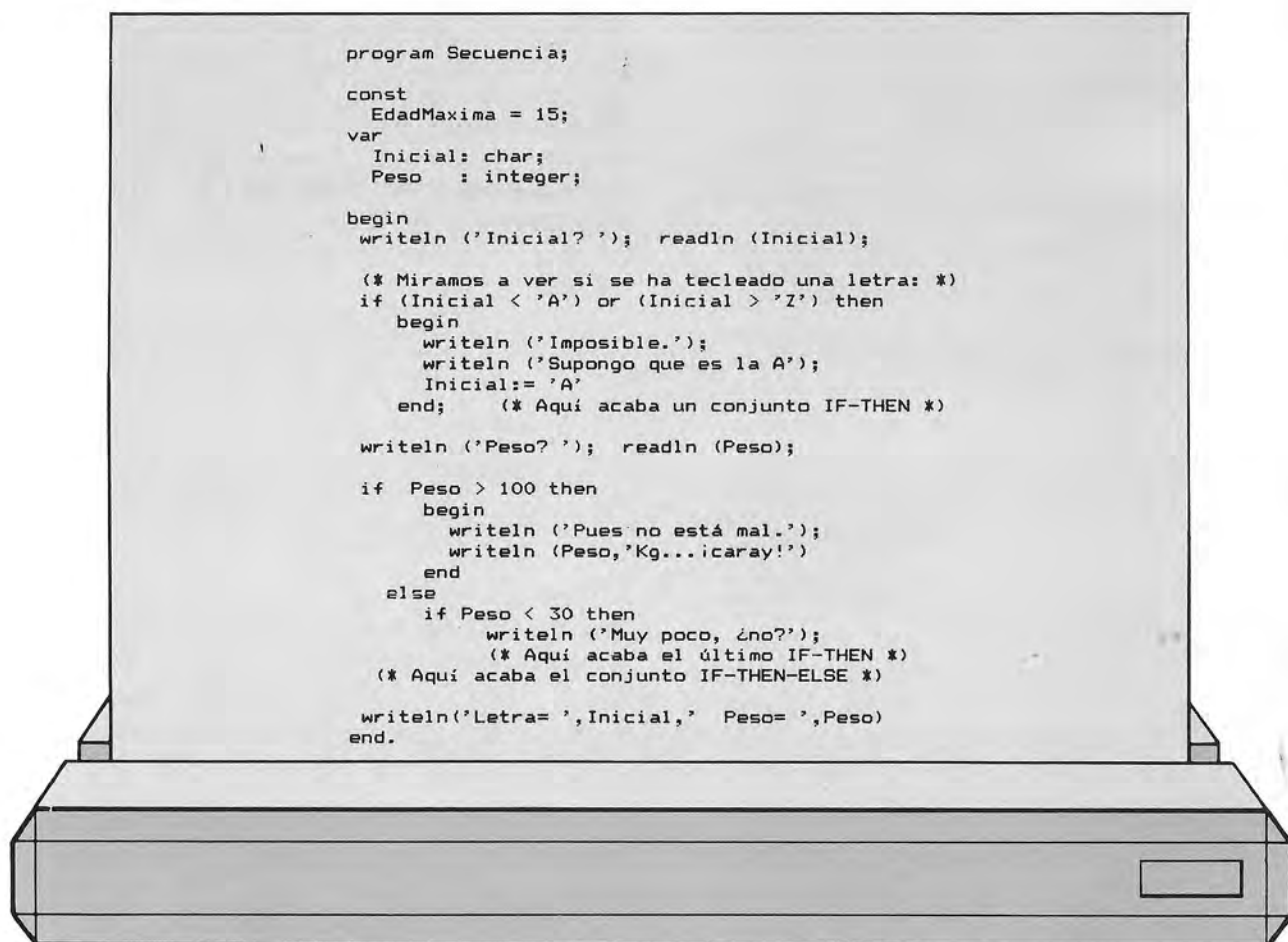 program Secuencia;
const
EdadMaxima = 15;
var
Inicial: char;
Peso   : integer;
begin
writeln ('Inicial? ');  readln (Inicial);
(* Miramos a ver si se ha tecleado una letra: *)
if (Inicial < 'A') or (Inicial > 'Z') then
begin
writeln ('Imposible.');
writeln ('Supongo que es la A');
Inicial:= 'A'
end;     (* Aquí acaba un conjunto IF-THEN *)
writeln ('Peso? ');  readln (Peso);
if  Peso > 100 then
begin
writeln ('Pues no está mal.');
writeln (Peso,'Kg...¡caray!')
end
else
if Peso < 30 then
writeln ('Muy poco, ¿no?');
(* Aquí acaba el último IF-THEN *)
(* Aquí acaba el conjunto IF-THEN-ELSE *)
writeln('Letra= ',Inicial,'  Peso= ',Peso)
end.